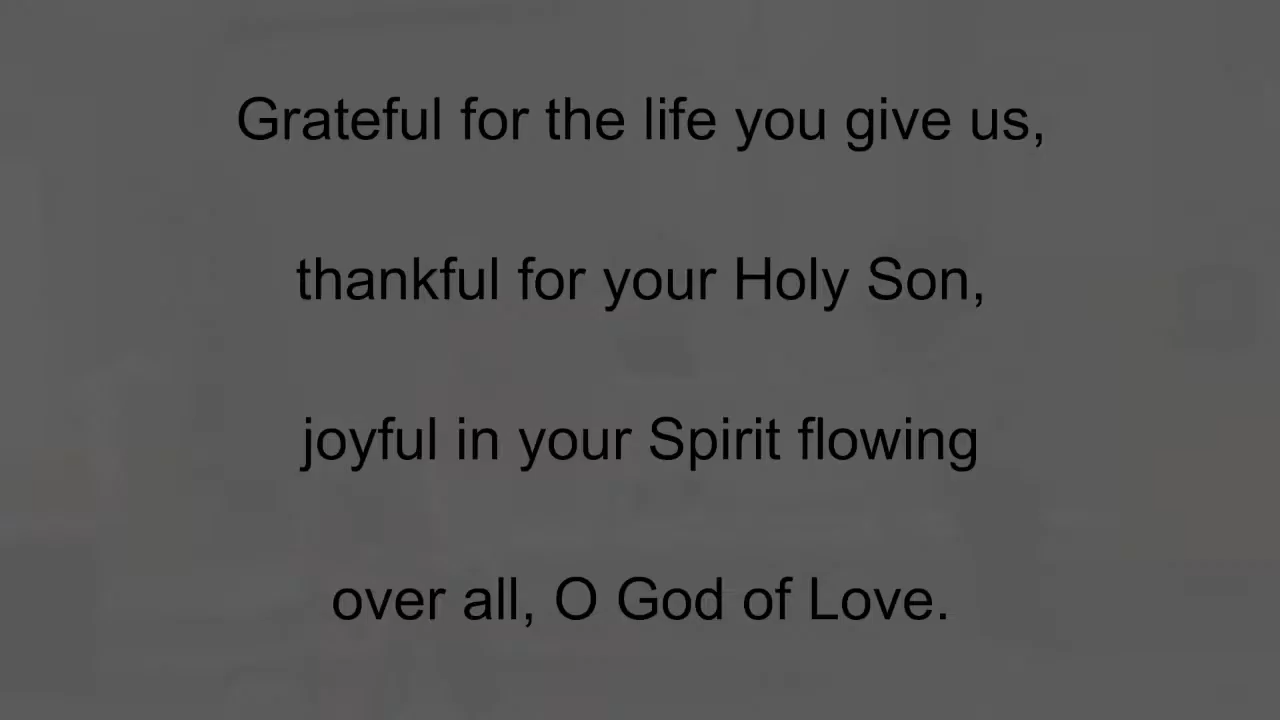 Grateful for the life you give us,
thankful for your Holy Son,
joyful in your Spirit flowing
over all, O God of Love.